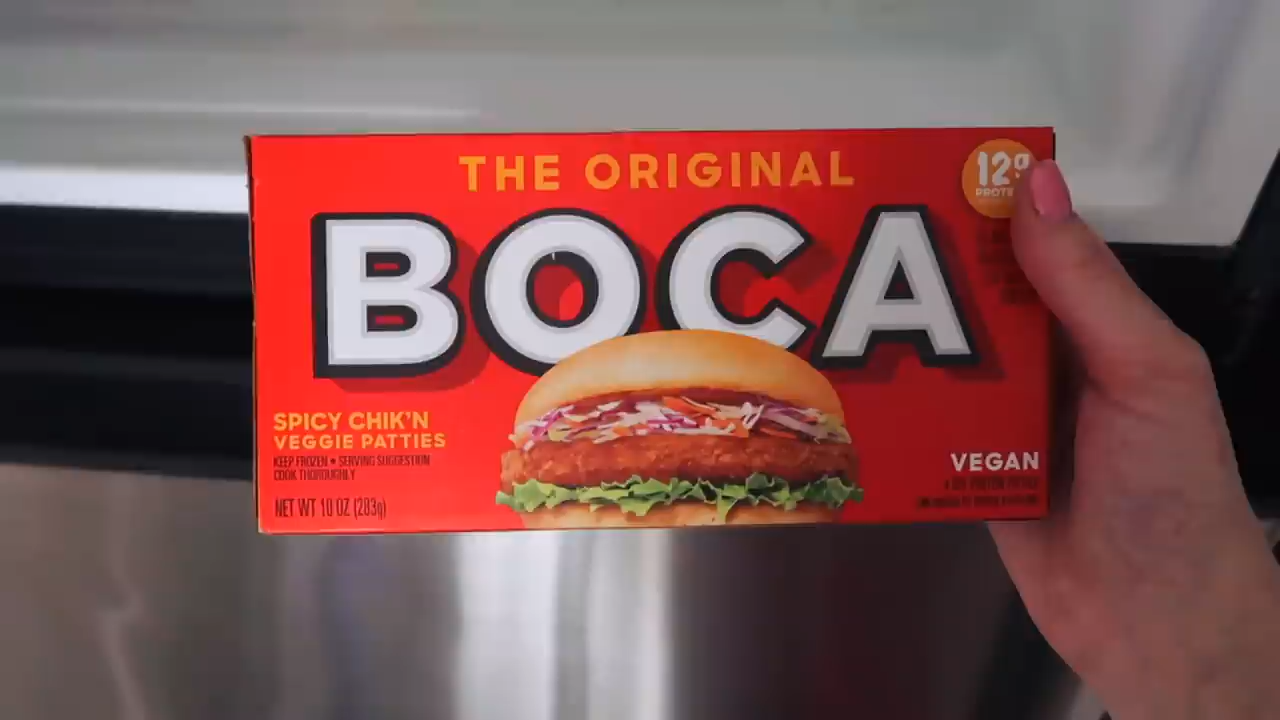 THE ORIGINAL
12g
BOCA
SPICY CHIK'N
VEGGIE PATTIES
KEEP FROZEN • SERVING SUGGESTION
COOK THOROUGHLY
NET WT 10 OZ (283g)
VEGAN